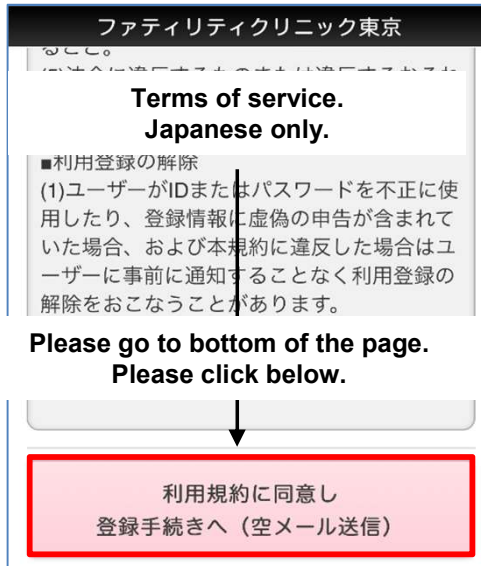 ファティリティクリニック東京
ること。
Terms of service.
Japanese only.
■利用登録の解除
(1)ユーザーがIDまたはパスワードを不正に使
用したり、登録情報に虚偽の申告が含まれて
いた場合、および本規約に違反した場合はユ
ーザーに事前に通知することなく利用登録の
解除をおこなうことがあります。
Please go to bottom of the page.
Please click below.
利用規約に同意し
登録手続きへ（空メール送信）